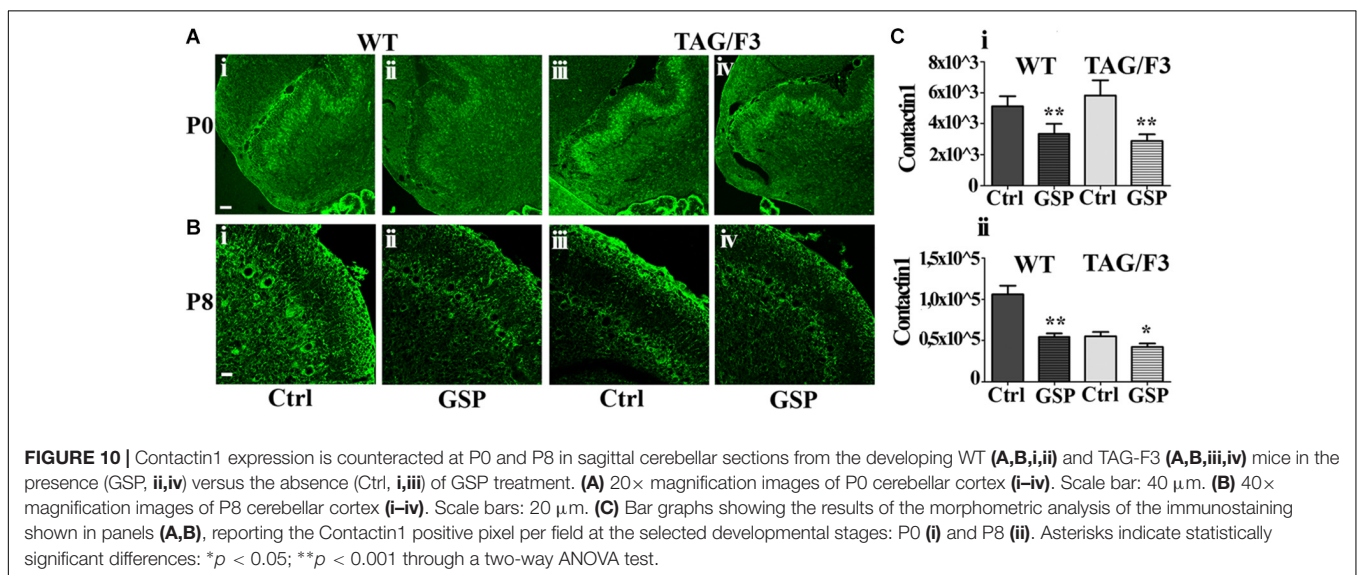 A
WT
TAG/F3
i
ii
iii
iv
P0
B
i
ii
iii
iv
P8
Ctrl
GSP
Ctrl
GSP
C
i
8x10^3
6x10^3
4x10^3
2x10^3
0
Contactin1
WT
TAG/F3
**
**
Ctrl
GSP
Ctrl
GSP
ii
1,5x10^5
1,0x10^5
0,5x10^5
0
Contactin1
WT
TAG/F3
**
*
Ctrl
GSP
Ctrl
GSP
FIGURE 10 | Contactin1 expression is counteracted at P0 and P8 in sagittal cerebellar sections from the developing WT (A,B,i,ii) and TAG-F3 (A,B,iii,iv) mice in the
presence (GSP, ii,iv) versus the absence (Ctrl, i,iii) of GSP treatment. (A) 20× magnification images of P0 cerebellar cortex (i–iv). Scale bar: 40 μm. (B) 40×
magnification images of P8 cerebellar cortex (i–iv). Scale bars: 20 μm. (C) Bar graphs showing the results of the morphometric analysis of the immunostaining
shown in panels (A,B), reporting the Contactin1 positive pixel per field at the selected developmental stages: P0 (i) and P8 (ii). Asterisks indicate statistically
significant differences: *p < 0.05; **p < 0.001 through a two-way ANOVA test.